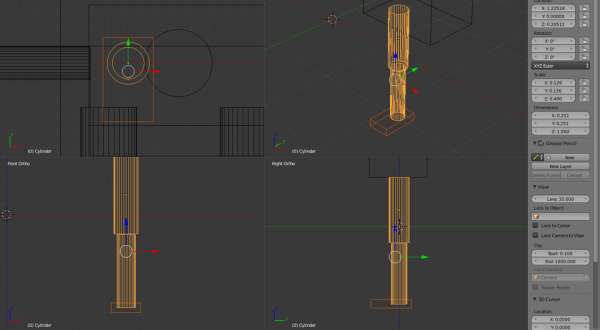 (0) Cylinder
(0) Cylinder
Front Ortho
(0) Cylinder
Right Ortho
(0) Cylinder
Location:
X: 1.22524
Y: 0.00000
Z: 0.20511
Rotation:
X: 0°
Y: 0°
Z: 0°
XYZ Euler
Scale:
X: 0.126
Y: 0.126
Z: 0.400
Dimensions:
X: 0.251
Y: 0.251
Z: 1.560
Grease Pencil
New
New Layer
Delete Frame Convert
View
Lens: 35.000
Lock to Object:
Lock to Cursor
Lock Camera to View
Clip:
Start: 0.100
End: 1000.000
Local Camera:
Camera
Render Border
3D Cursor
Location:
X: 0.0000
Y: 0.0000